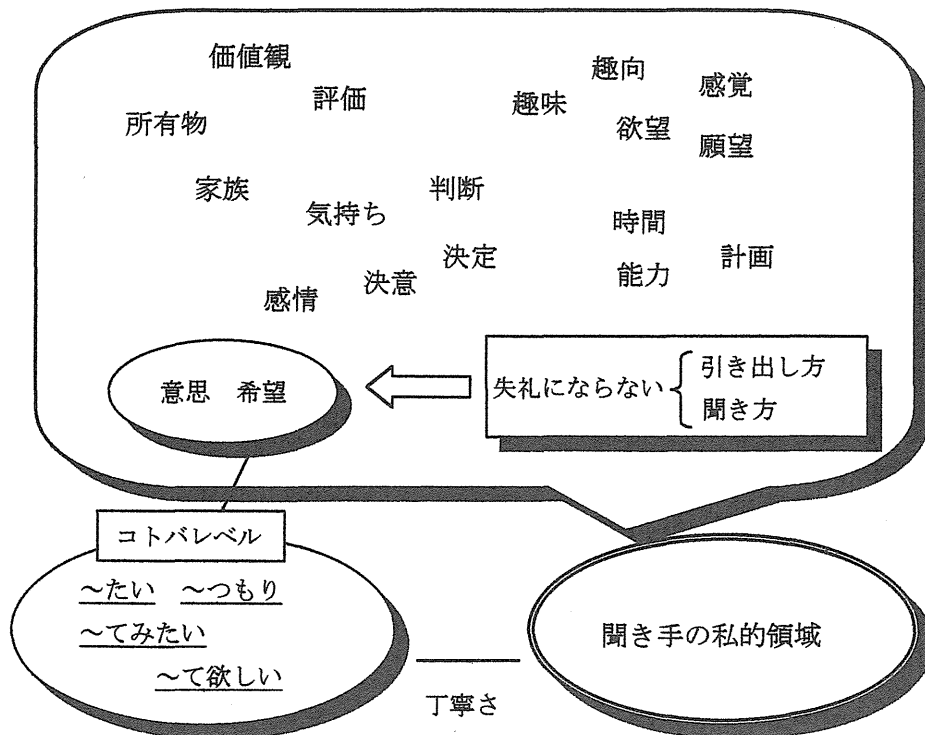 価値観
趣向
感覚
評価
趣味
所有物
欲望
願望
家族
判断
気持ち
時間
決定
計画
決意
能力
感情
意思 希望
失礼にならない
引き出し方
聞き方
コトバレベル
～たい ～つもり
～てみたい
～て欲しい
聞き手の私的領域
丁寧さ